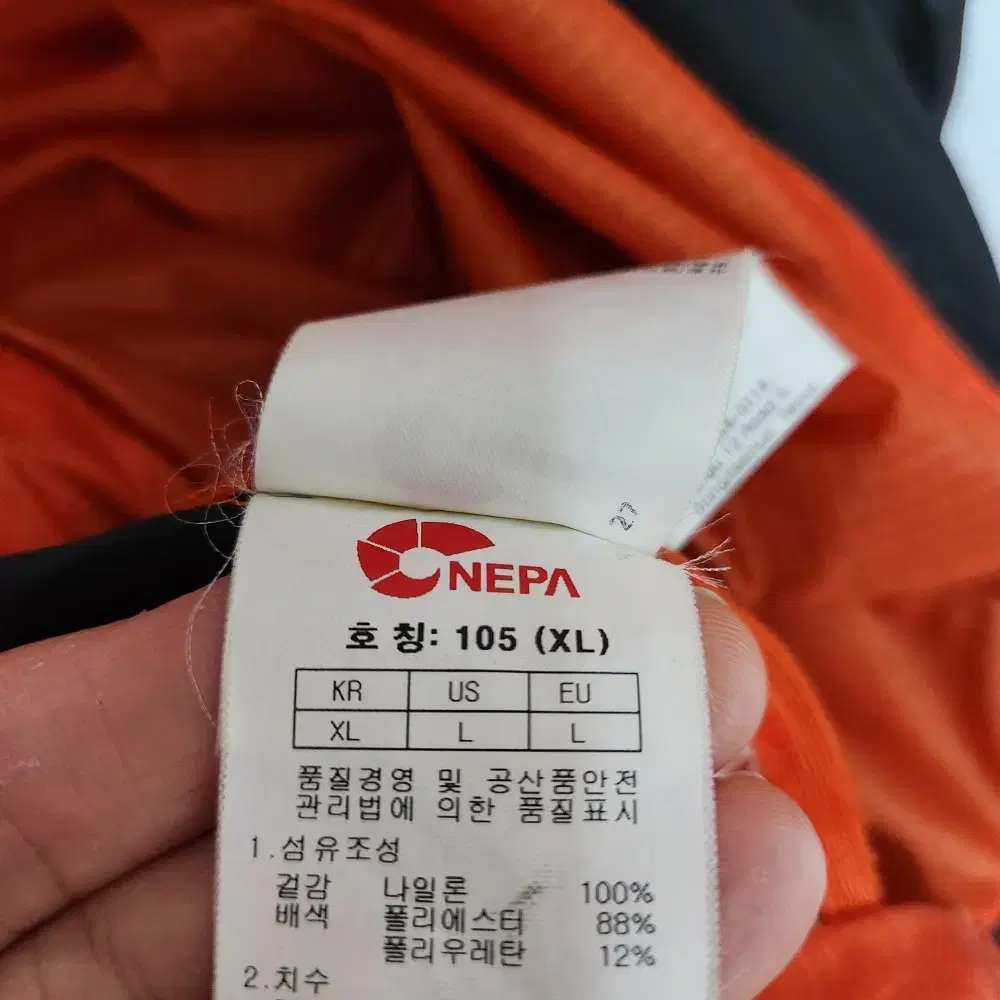 27
NEPA
호 칭: 105 (XL)
KR US EU
XL L L
품질경영 및 공산품안전
관리법에 의한 품질표시
1.섬유조성
겉감 나일론 100%
배색 폴리에스터 88%
폴리우레탄 12%
2.치수